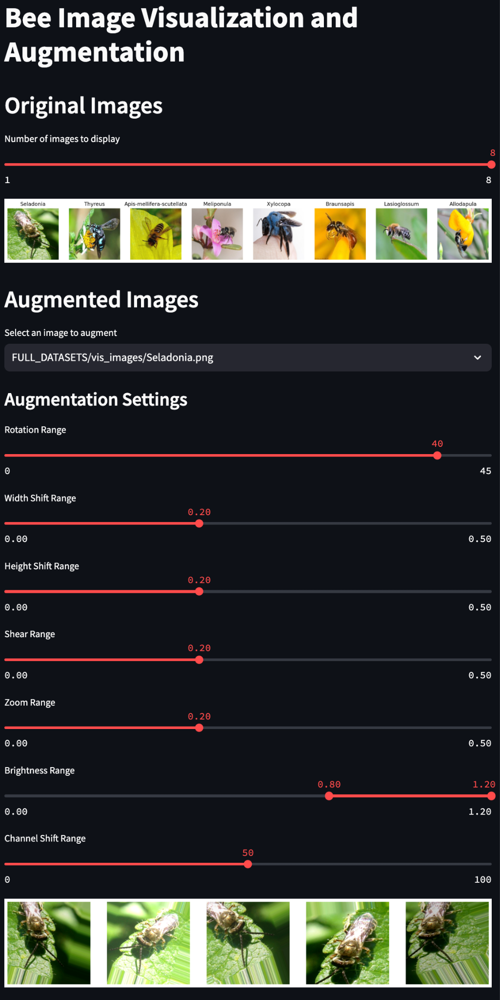 Bee Image Visualization and
Augmentation
Original Images
Number of images to display
8
1 8
Seladonia Thyreus Apis-mellifera-scutellata Meliponula Xylocopa Braunsapis Lasioglossum Allodapula
Augmented Images
Select an image to augment
FULL_DATASETS/vis_images/Seladonia.png
Augmentation Settings
Rotation Range
40
0 45
Width Shift Range
0.20
0.00 0.50
Height Shift Range
0.20
0.00 0.50
Shear Range
0.20
0.00 0.50
Zoom Range
0.20
0.00 0.50
Brightness Range
0.80 1.20
0.00 1.20
Channel Shift Range
50
0 100